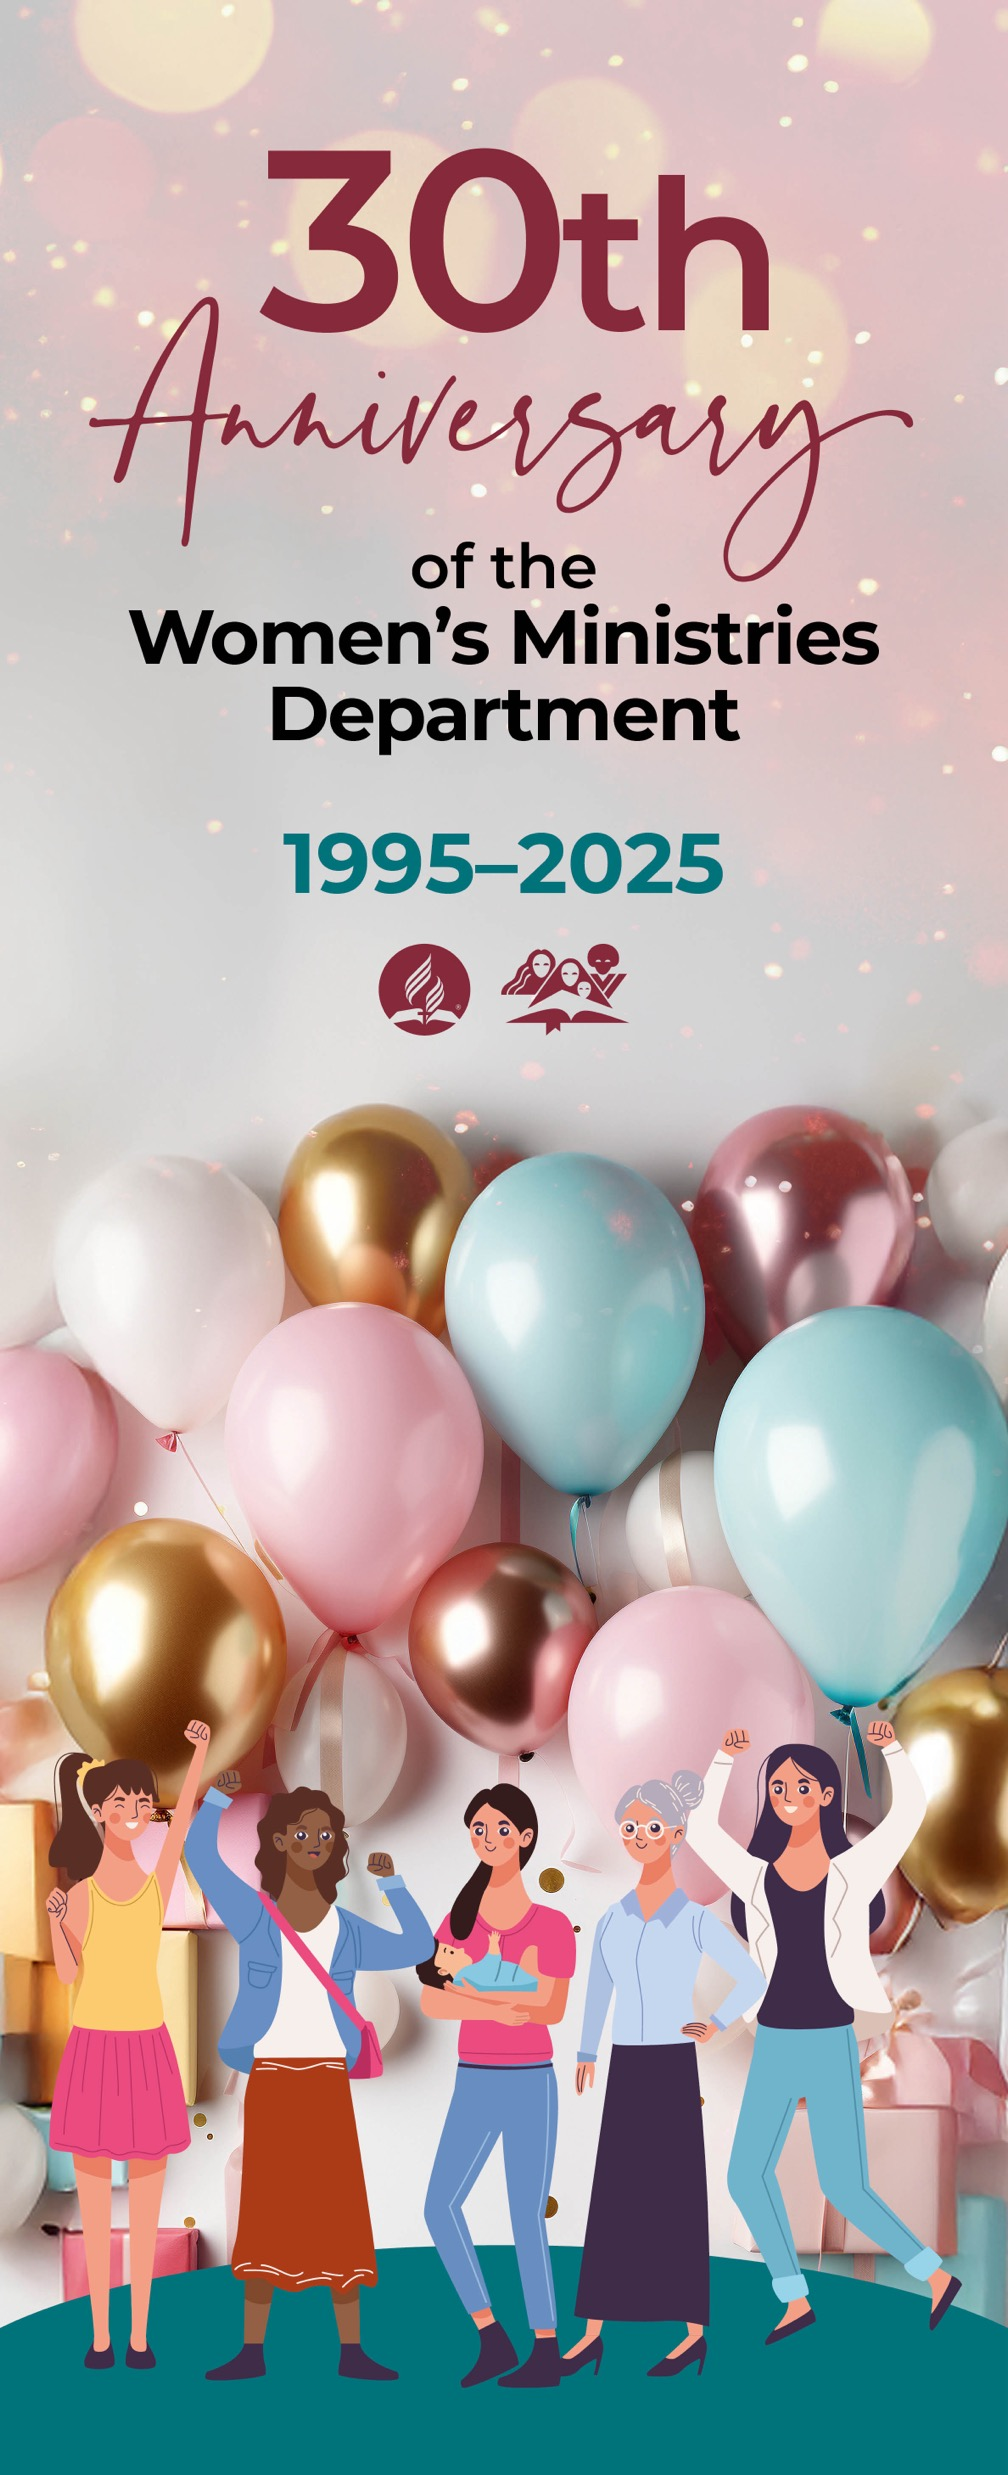 30th
Anniversary
of the
Women’s Ministries
Department
1995–2025